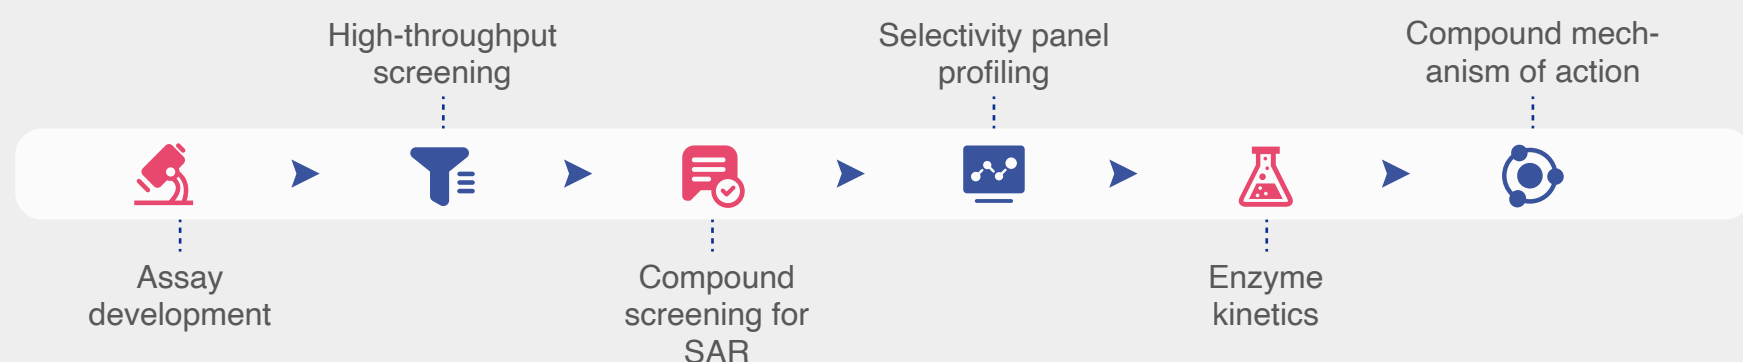 Assay
development
High-throughput
screening
Compound
screening for
SAR
Selectivity panel
profiling
Enzyme
kinetics
Compound mech-
anism of action